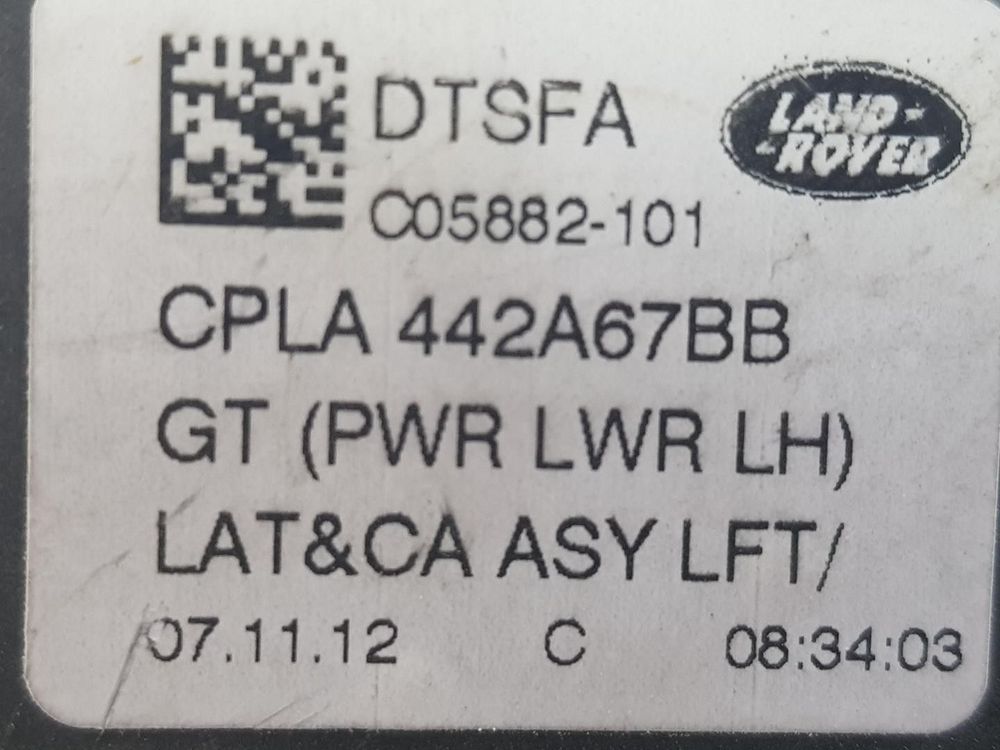 DTSFA
LAND-
-ROVER
C05882-101
CPLA 442A67BB
GT (PWR LWR LH)
LAT&CA ASY LFT/
07.11.12 C 08:34:03